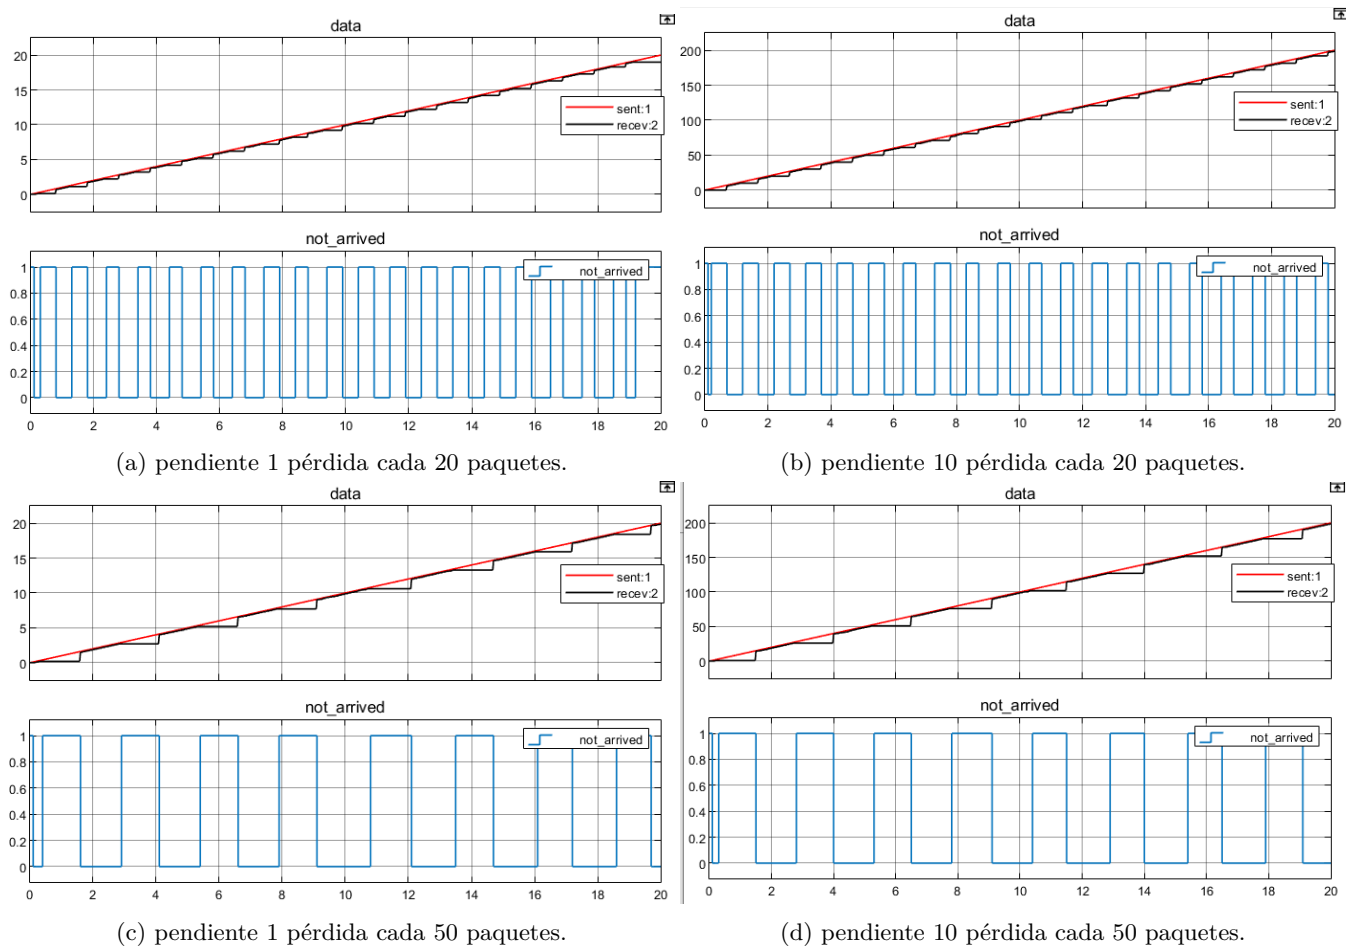 data
20
15
10
5
0
sent:1
recev:2
not_arrived
1
0.8
0.6
0.4
0.2
0
not_arrived
0 2 4 6 8 10 12 14 16 18 20
(a) pendiente 1 pérdida cada 20 paquetes.
data
200
150
100
50
0
sent:1
recev:2
not_arrived
1
0.8
0.6
0.4
0.2
0
not_arrived
0 2 4 6 8 10 12 14 16 18 20
(b) pendiente 10 pérdida cada 20 paquetes.
data
20
15
10
5
0
sent:1
recev:2
not_arrived
1
0.8
0.6
0.4
0.2
0
not_arrived
0 2 4 6 8 10 12 14 16 18 20
(c) pendiente 1 pérdida cada 50 paquetes.
data
200
150
100
50
0
sent:1
recev:2
not_arrived
1
0.8
0.6
0.4
0.2
0
not_arrived
0 2 4 6 8 10 12 14 16 18 20
(d) pendiente 10 pérdida cada 50 paquetes.